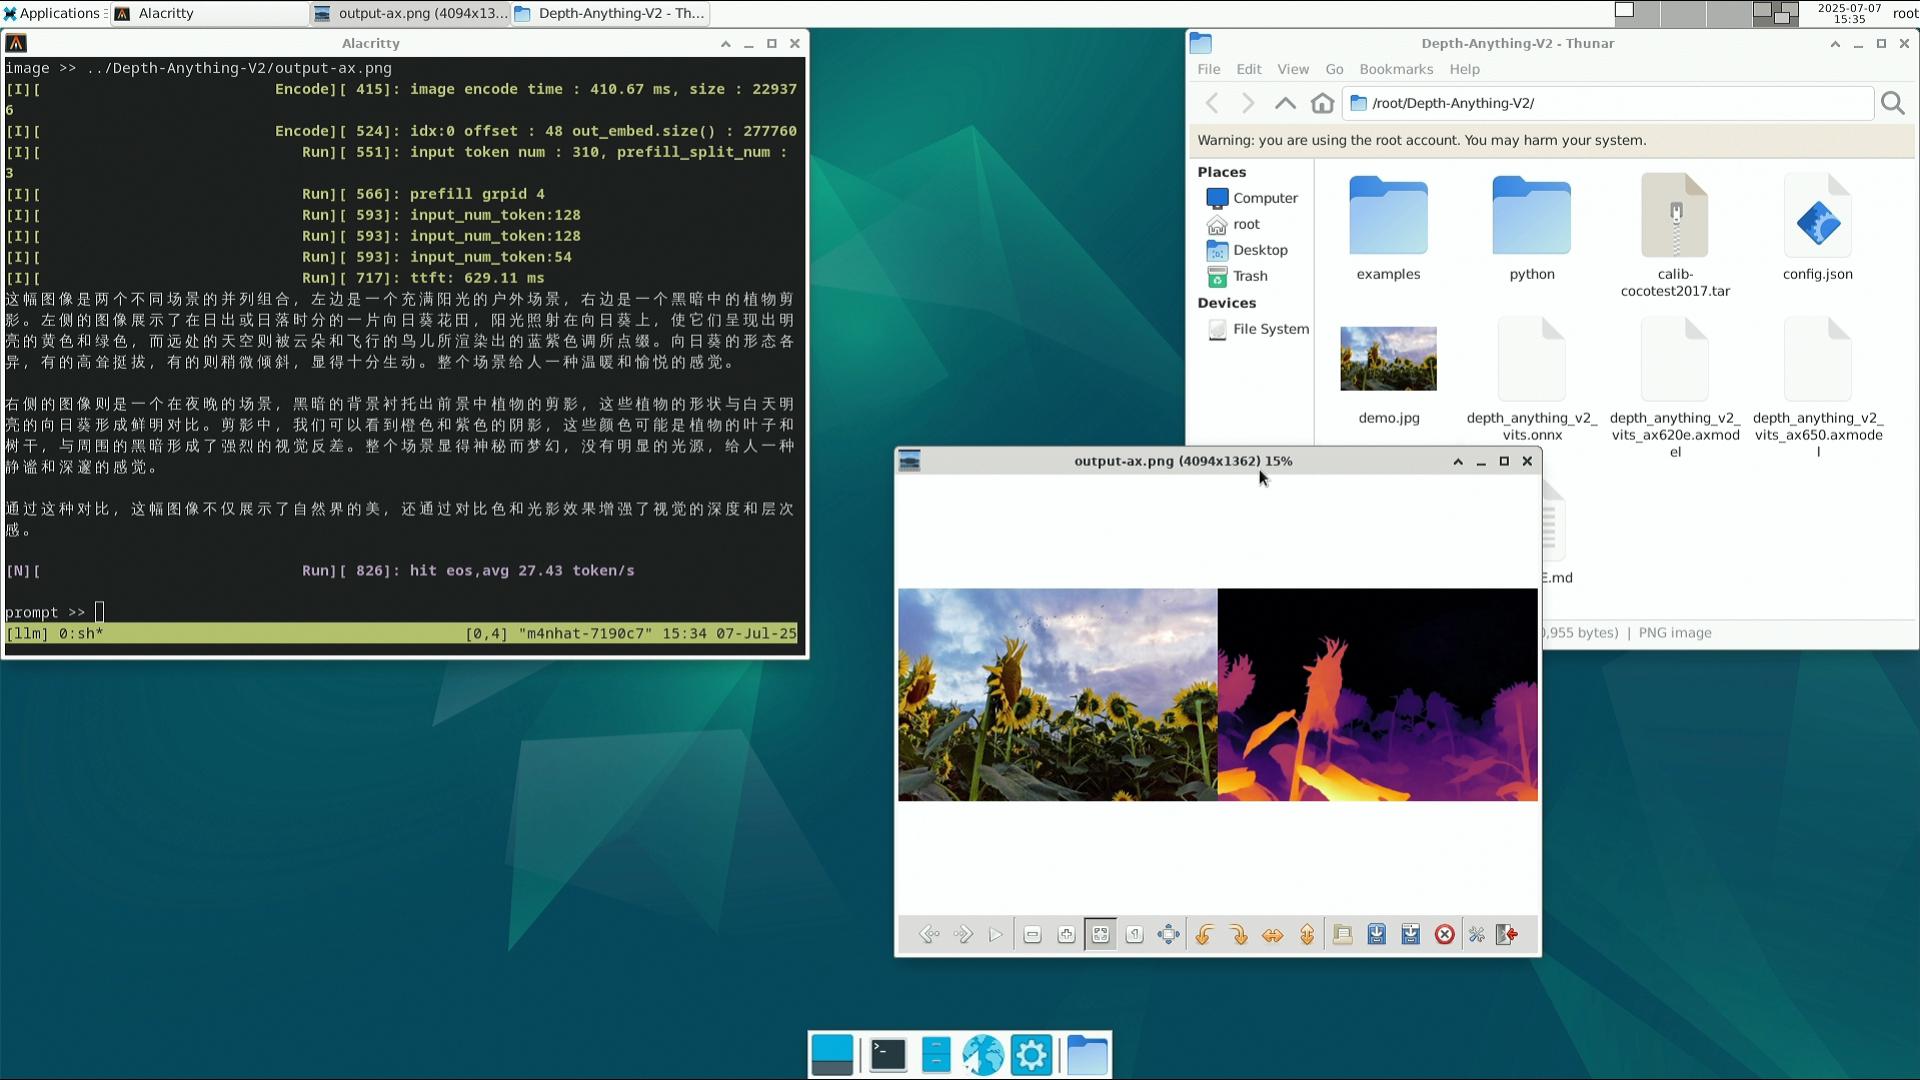 Applications
Alacritty
output-ax.png (4094x13...
Depth-Anything-V2 - Th...
2025-07-07
15:35
root
Alacritty
image >> ../Depth-Anything-V2/output-ax.png
[I][                          Encode][ 415]: image encode time : 410.67 ms, size : 22937
6
[I][                          Encode][ 524]: idx:0 offset : 48 out_embed.size() : 277760
[I][                             Run][ 551]: input token num : 310, prefill_split_num :
3
[I][                             Run][ 566]: prefill grpid 4
[I][                             Run][ 593]: input_num_token:128
[I][                             Run][ 593]: input_num_token:128
[I][                             Run][ 593]: input_num_token:54
[I][                             Run][ 717]: ttft: 629.11 ms
这幅图像是两个不同场景的并列组合，左边是一个充满阳光的户外场景，右边是一个黑暗中的植物剪
影。左侧的图像展示了在日出或日落时分的一片向日葵花田，阳光照射在向日葵上，使它们呈现出明
亮的黄色和绿色，而远处的天空则被云朵和飞行的鸟儿所渲染出的蓝紫色调所点缀。向日葵的形态各
异，有的高耸挺拔，有的则稍微倾斜，显得十分生动。整个场景给人一种温暖和愉悦的感觉。
右侧的图像则是一个在夜晚的场景，黑暗的背景衬托出前景中植物的剪影，这些植物的形状与白天明
亮的向日葵形成鲜明对比。剪影中，我们可以看到橙色和紫色的阴影，这些颜色可能是植物的叶子和
树干，与周围的黑暗形成了强烈的视觉反差。整个场景显得神秘而梦幻，没有明显的光源，给人一种
静谧和深邃的感觉。
通过这种对比，这幅图像不仅展示了自然界的美，还通过对比色和光影效果增强了视觉的深度和层次
感。
[N][                             Run][ 826]: hit eos,avg 27.43 token/s
prompt >>
[llm] 0:sh*                                        [0,4] "m4nhat-7190c7" 15:34 07-Jul-25
Depth-Anything-V2 - Thunar
File Edit View Go Bookmarks Help
/root/Depth-Anything-V2/
Warning: you are using the root account. You may harm your system.
Places
Computer
root
Desktop
Trash
Devices
File System
examples
python
calib-
cocotest2017.tar
config.json
demo.jpg
depth_anything_v2_
vits.onnx
depth_anything_v2_
vits_ax620e.axmod
el
depth_anything_v2_
vits_ax650.axmode
l
E.md
,955 bytes) | PNG image
output-ax.png (4094x1362) 15%